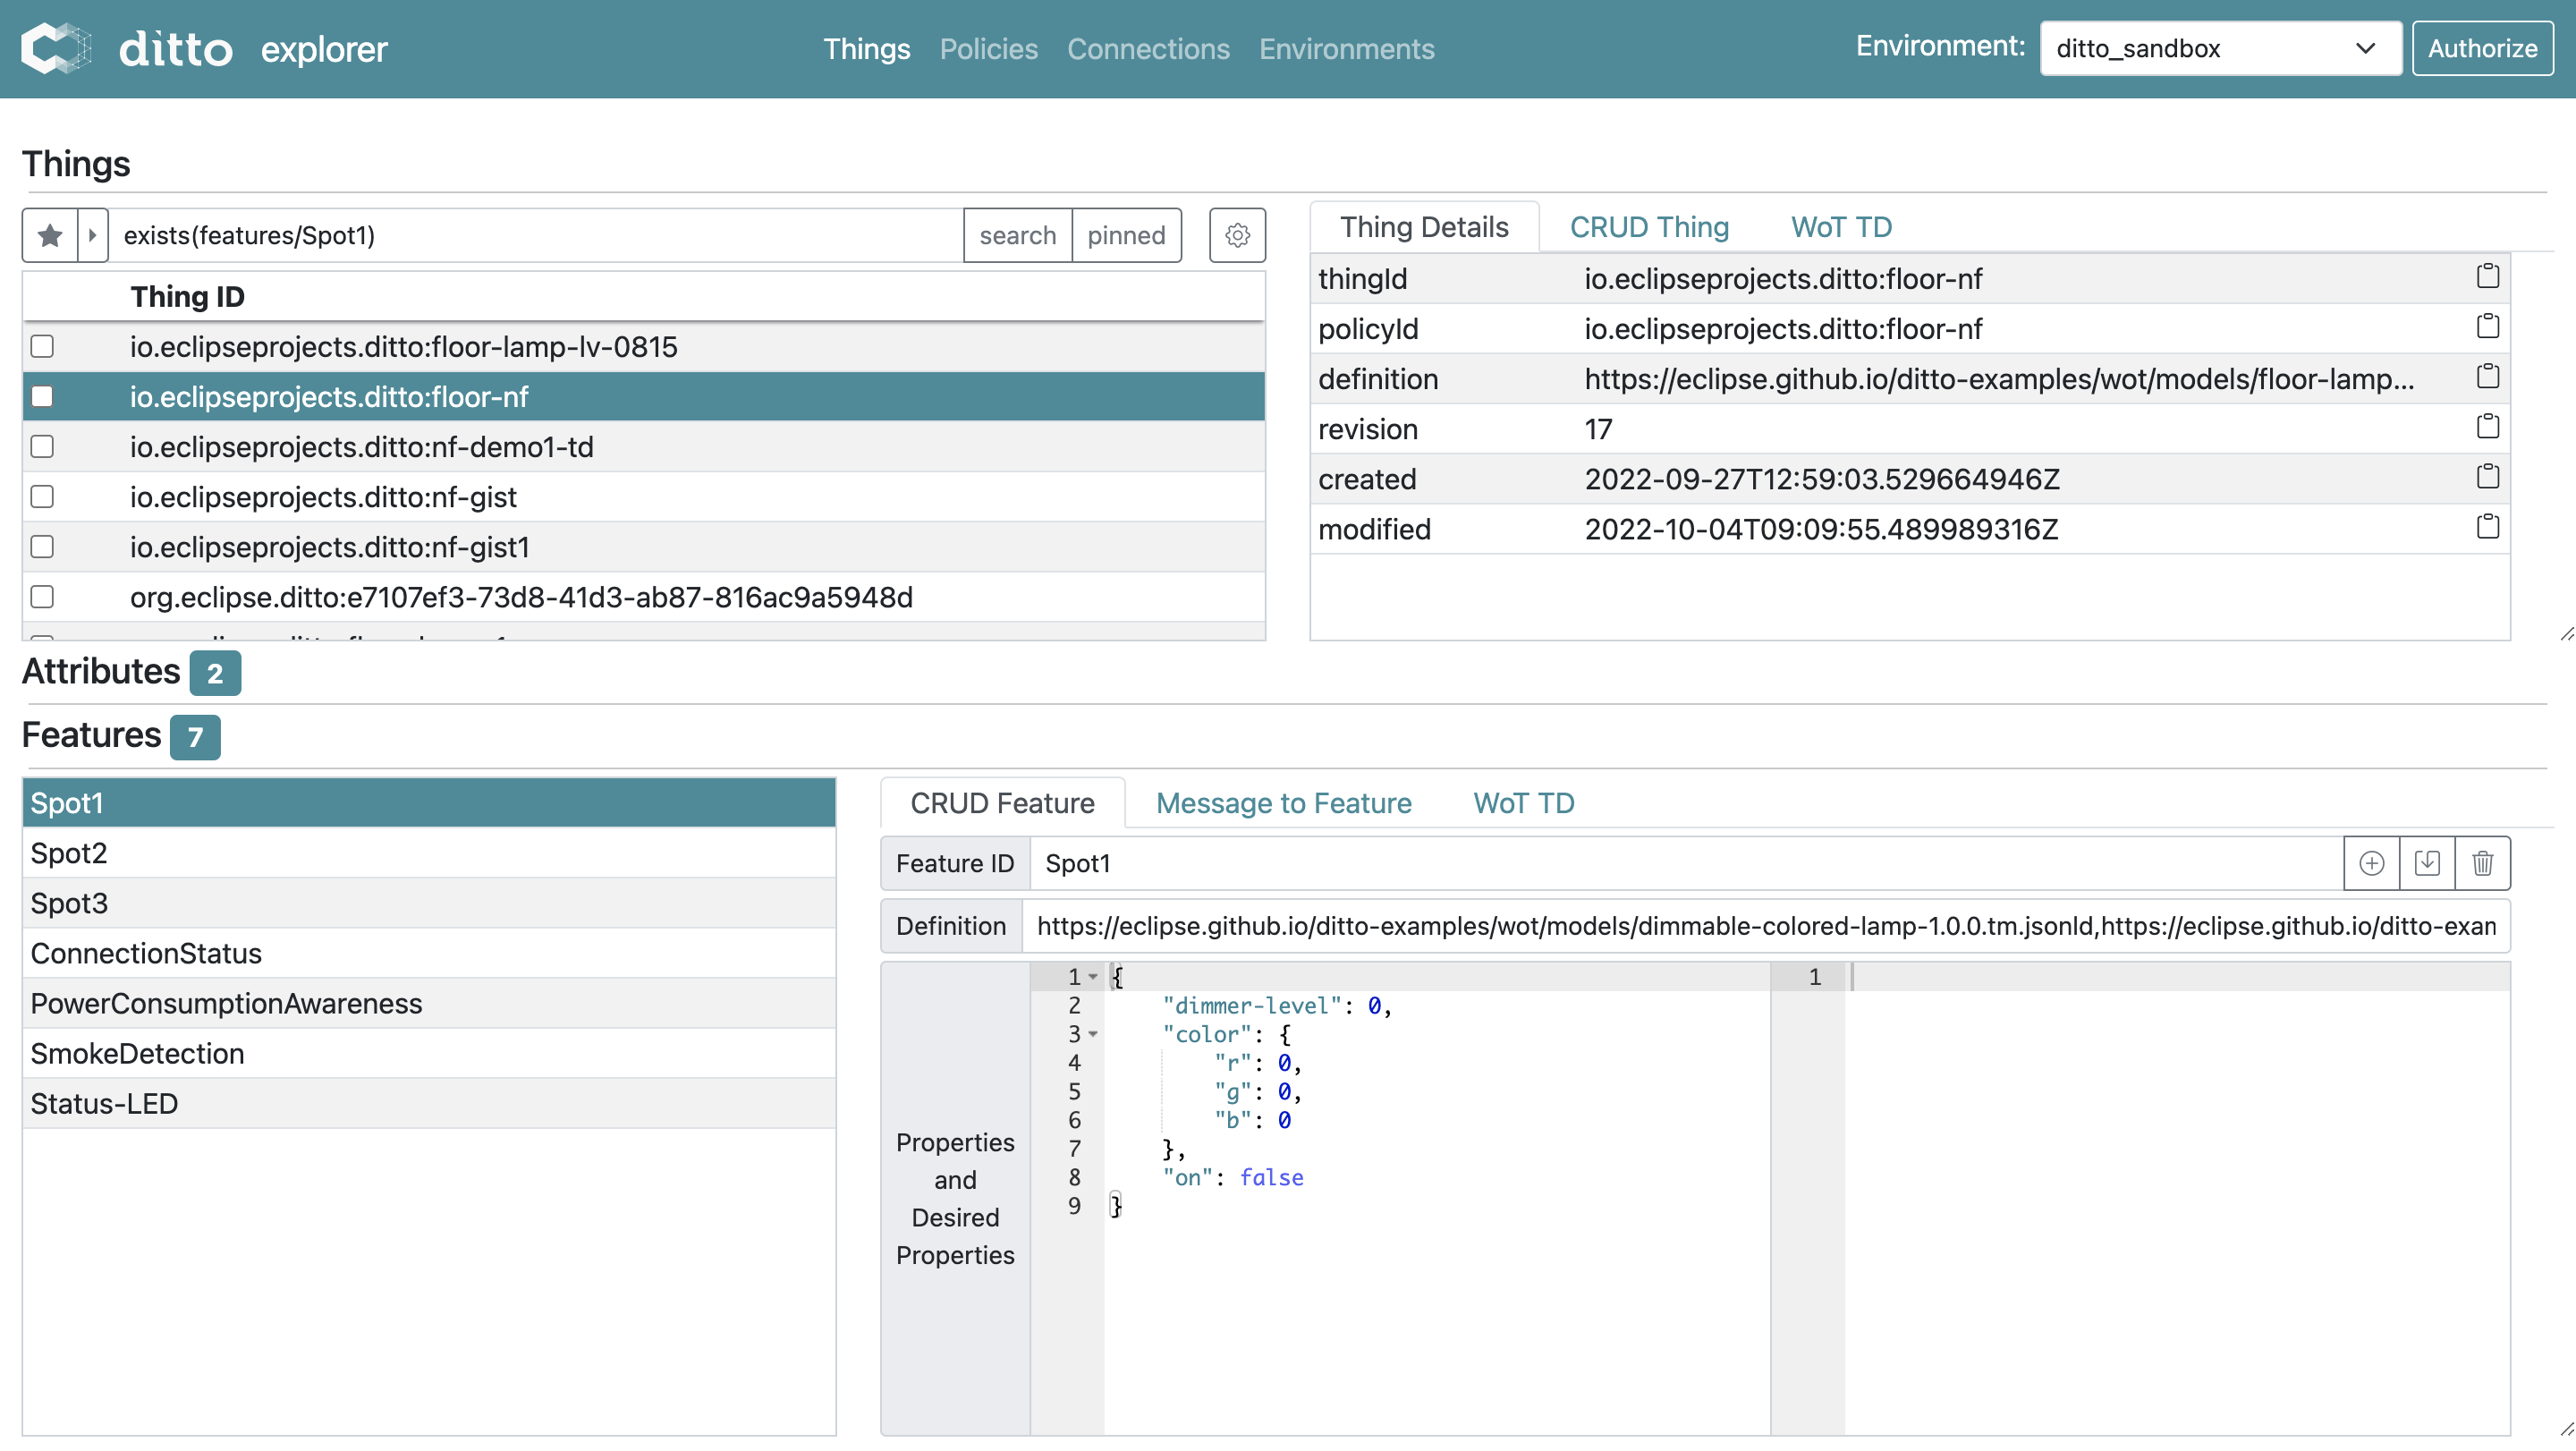 ditto explorer
Things Policies Connections Environments
Environment: ditto_sandbox Authorize
Things
exists(features/Spot1) search pinned
Thing ID
io.eclipseprojects.ditto:floor-lamp-lv-0815
io.eclipseprojects.ditto:floor-nf
io.eclipseprojects.ditto:nf-demo1-td
io.eclipseprojects.ditto:nf-gist
io.eclipseprojects.ditto:nf-gist1
org.eclipse.ditto:e7107ef3-73d8-41d3-ab87-816ac9a5948d
Thing Details CRUD Thing WoT TD
thingId io.eclipseprojects.ditto:floor-nf
policyId io.eclipseprojects.ditto:floor-nf
definition https://eclipse.github.io/ditto-examples/wot/models/floor-lamp...
revision 17
created 2022-09-27T12:59:03.529664946Z
modified 2022-10-04T09:09:55.489989316Z
Attributes 2
Features 7
Spot1
Spot2
Spot3
ConnectionStatus
PowerConsumptionAwareness
SmokeDetection
Status-LED
CRUD Feature Message to Feature WoT TD
Feature ID Spot1
Definition https://eclipse.github.io/ditto-examples/wot/models/dimmable-colored-lamp-1.0.0.tm.jsonld,https://eclipse.github.io/ditto-exan
Properties
and
Desired
Properties
1 {
2 "dimmer-level": 0,
3 "color": {
4 "r": 0,
5 "g": 0,
6 "b": 0
7 },
8 "on": false
9 }
1